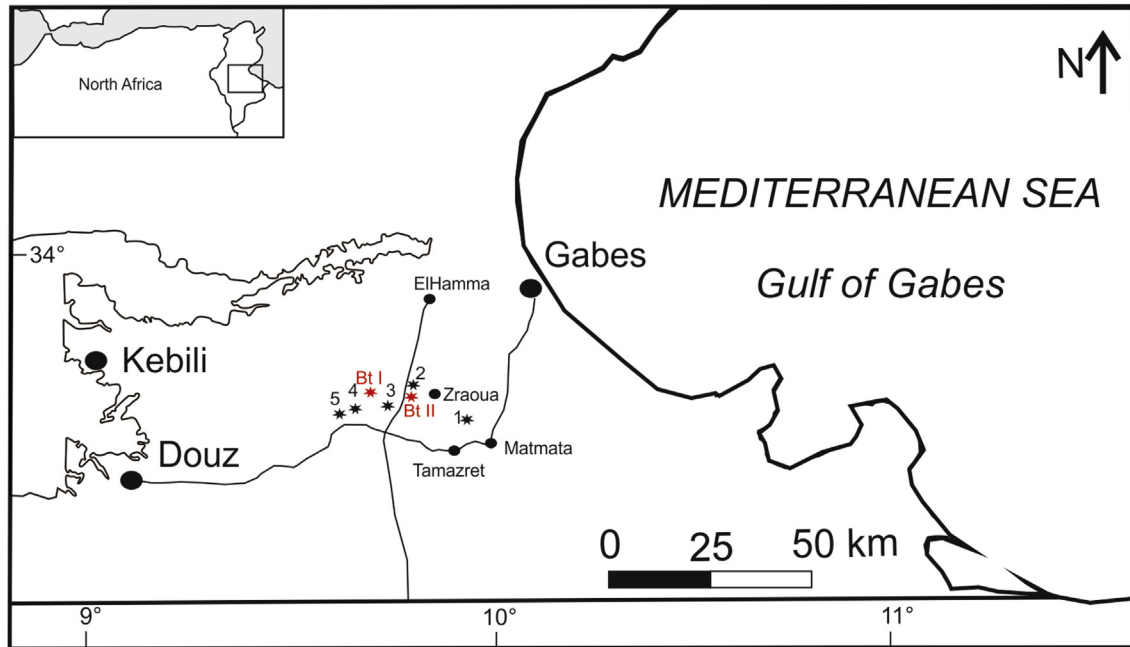 North Africa
N
MEDITERRANEAN SEA
34°
Gabes
Gulf of Gabes
ElHamma
Kebili
Bt I
2
5
4
3
Zraoua
Bt II
1
Douz
Matmata
Tamazret
0 25 50 km
9° 10° 11°